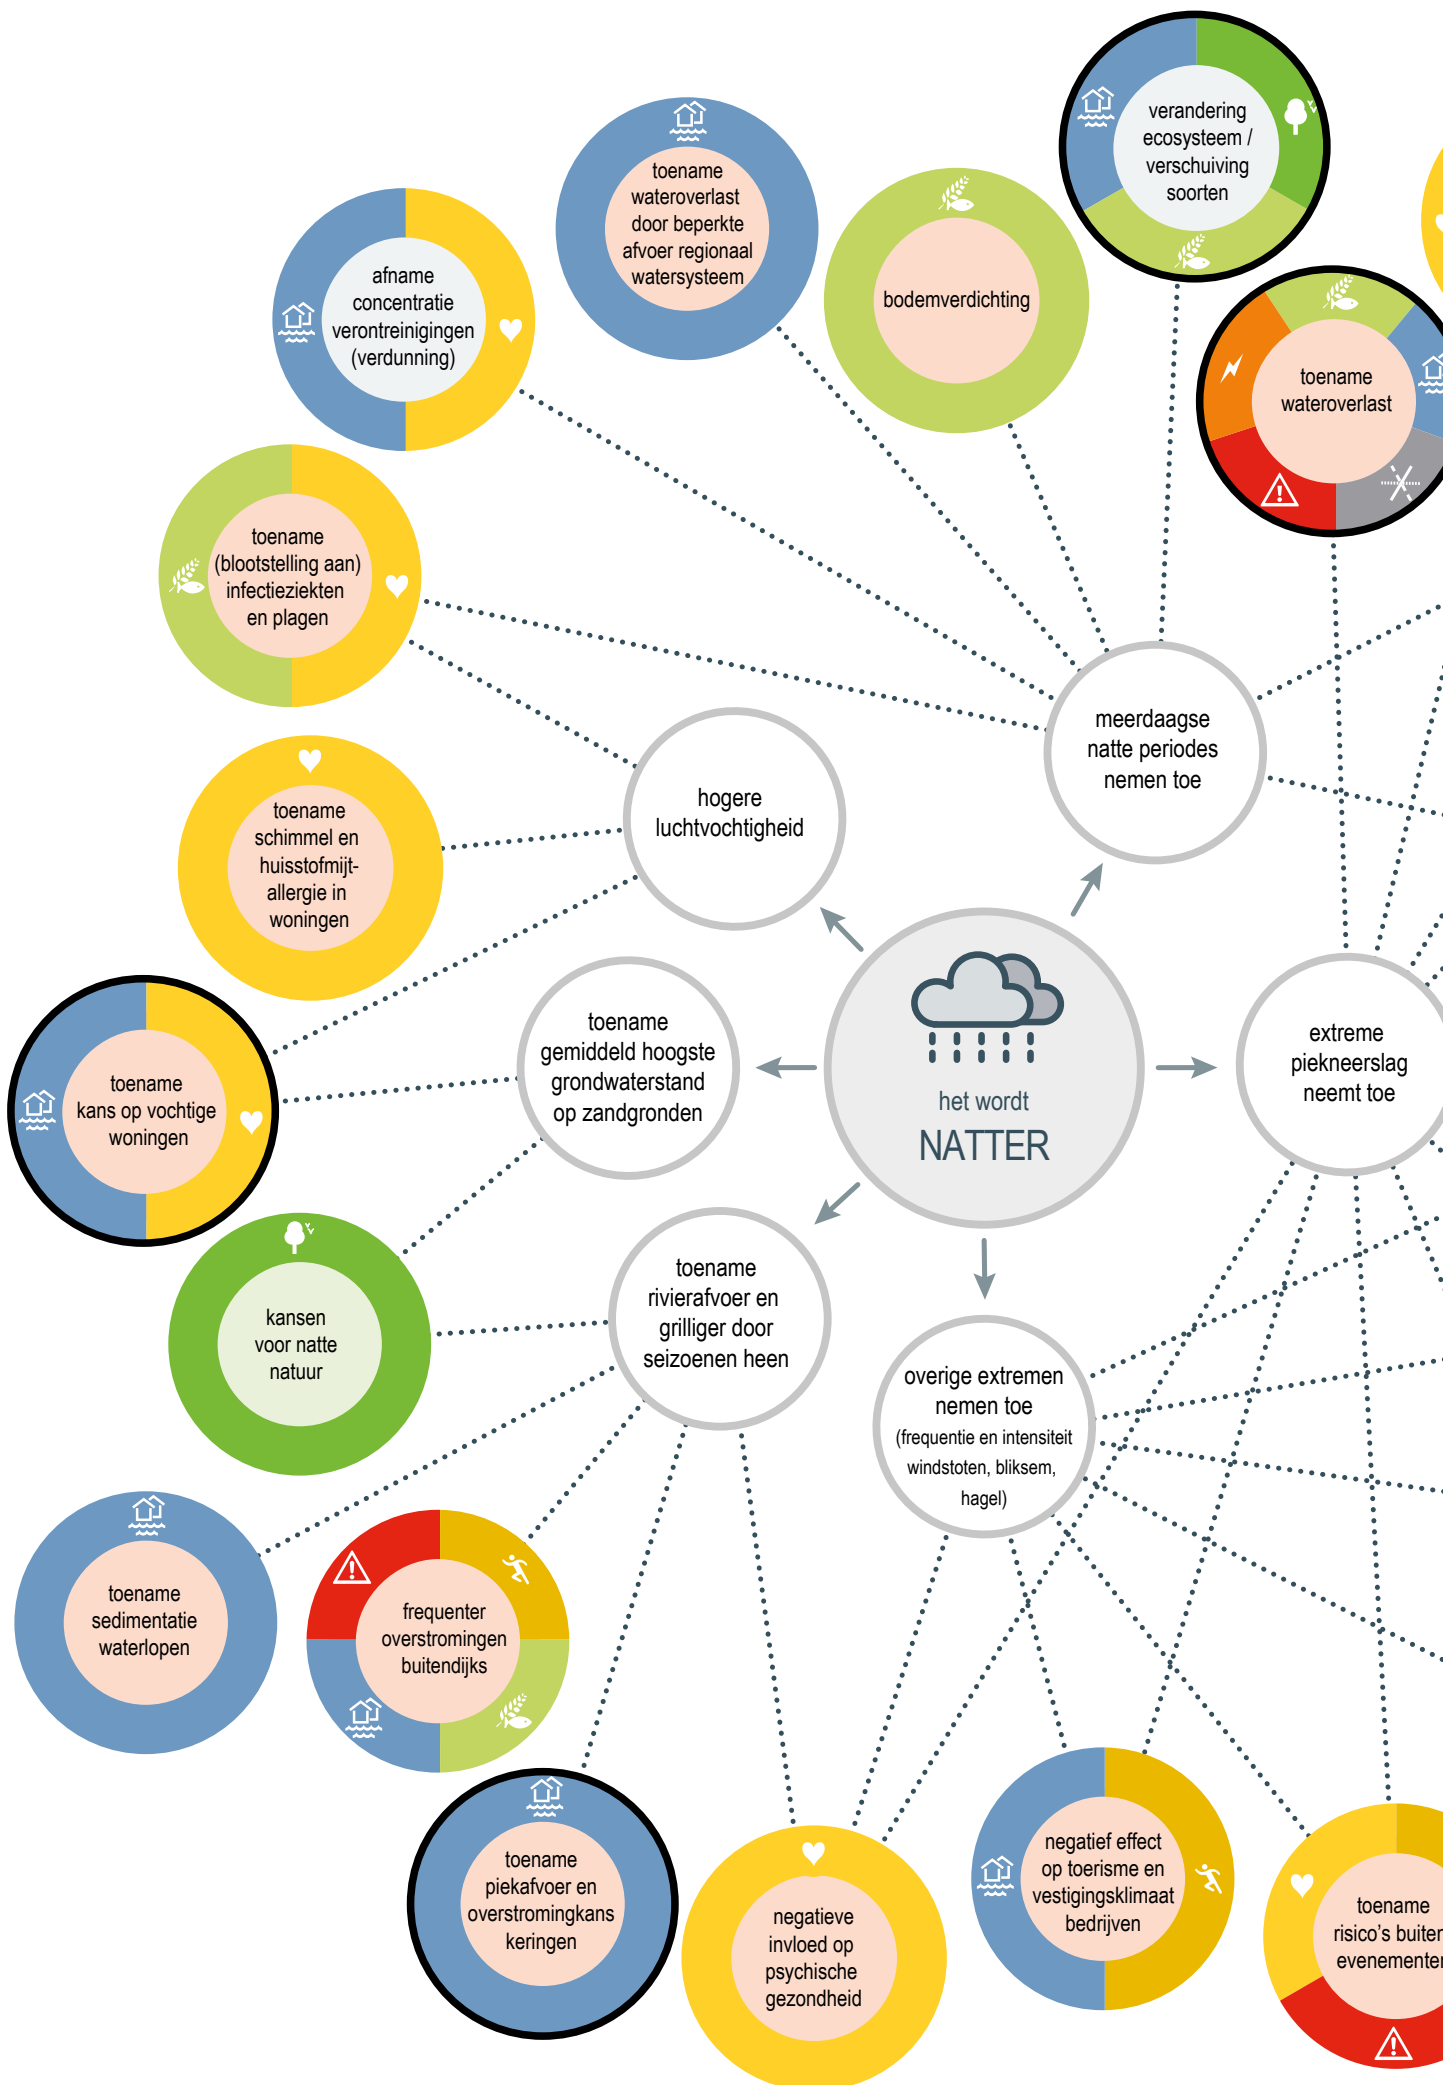 verandering
ecosysteem /
verschuiving
soorten
toename
wateroverlast
door beperkte
afvoer regionaal
watersysteem
bodemverdichting
afname
concentratie
verontreinigingen
(verdunning)
toename
wateroverlast
toename
(blootstelling aan)
infectieziekten
en plagen
meerdaagse
natte periodes
nemen toe
hogere
luchtvochtigheid
toename
schimmel en
huisstofmijt-
allergie in
woningen
toename
gemiddeld hoogste
grondwaterstand
op zandgronden
extreme
piekneerslag
neemt toe
het wordt
NATTER
toename
kans op vochtige
woningen
toename
rivierafvoer en
grilliger door
seizoenen heen
kansen
voor natte
natuur
overige extremen
nemen toe
(frequentie en intensiteit
windstoten, bliksem,
hagel)
toename
sedimentatie
waterlopen
frequenter
overstromingen
buitendijks
toename
piekafvoer en
overstromingkans
keringen
negatieve
invloed op
psychische
gezondheid
negatief effect
op toerisme en
vestigingsklimaat
bedrijven
toename
risico's buiten
evenementen